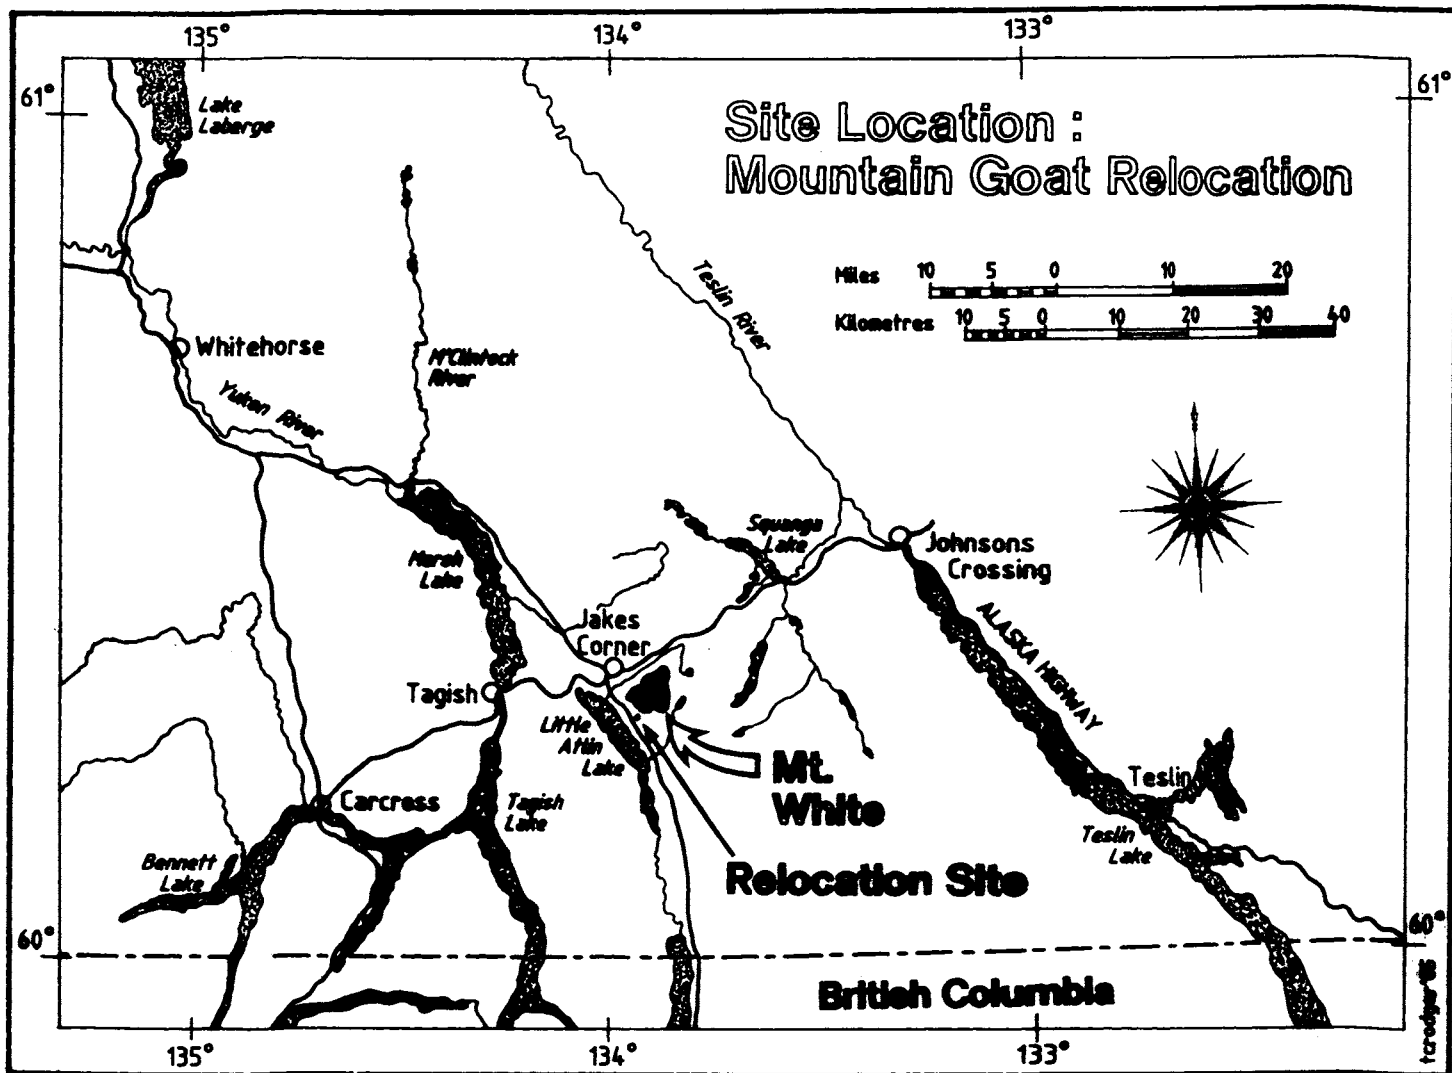 135°
134°
133°
61°
61°
Lake
Laberge
Site Location :
Mountain Goat Relocation
Miles 10 5 0 10 20
Kilometres 10 5 0 10 20 30 40
Teslin River
Whitehorse
M'Clintock
River
Yukon River
Squanga
Lake
Johnsons
Crossing
Marsh
Lake
ALASKA HIGHWAY
Jakes
Corner
Tagish
Little
Atlin
Lake
Mt.
White
Teslin
Carcross
Tagish
Lake
Teslin
Lake
Bennett
Lake
Relocation Site
60°
60°
British Columbia
tcrodger'85
135°
134°
133°